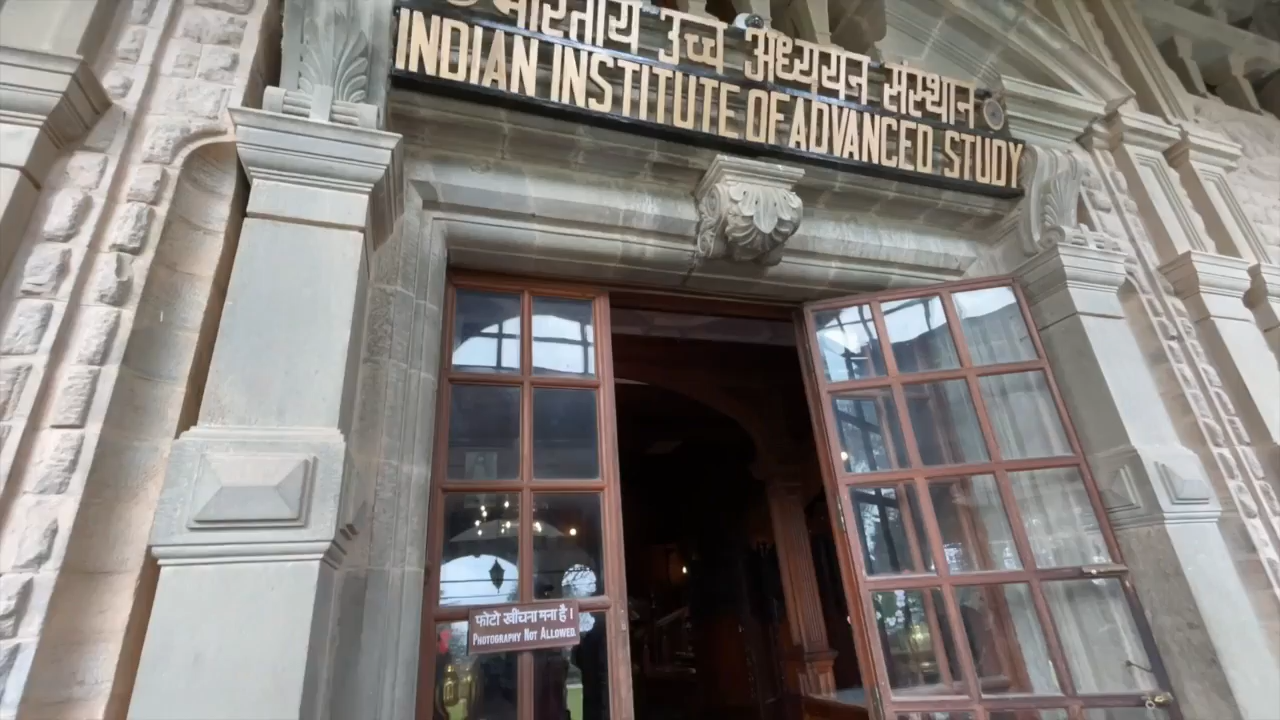 भारतीय उच्च अध्ययन संस्थान
INDIAN INSTITUTE OF ADVANCED STUDY
फोटो खींचना मना है।
PHOTOGRAPHY NOT ALLOWED.